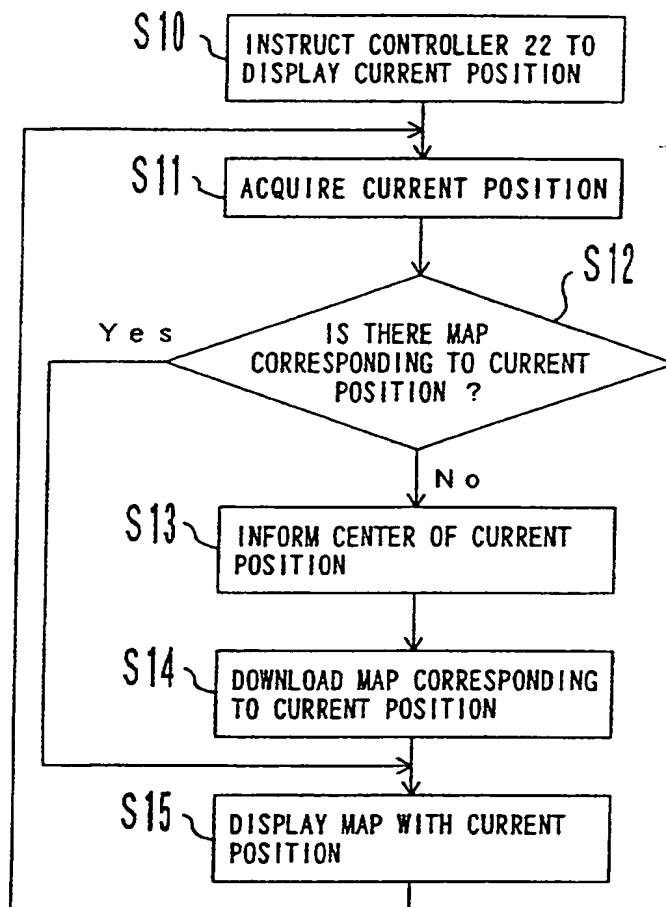 S10
INSTRUCT CONTROLLER 22 TO
DISPLAY CURRENT POSITION
S11
ACQUIRE CURRENT POSITION
S12
Yes
IS THERE MAP
CORRESPONDING TO CURRENT
POSITION ?
No
S13
INFORM CENTER OF CURRENT
POSITION
S14
DOWNLOAD MAP CORRESPONDING
TO CURRENT POSITION
S15
DISPLAY MAP WITH CURRENT
POSITION